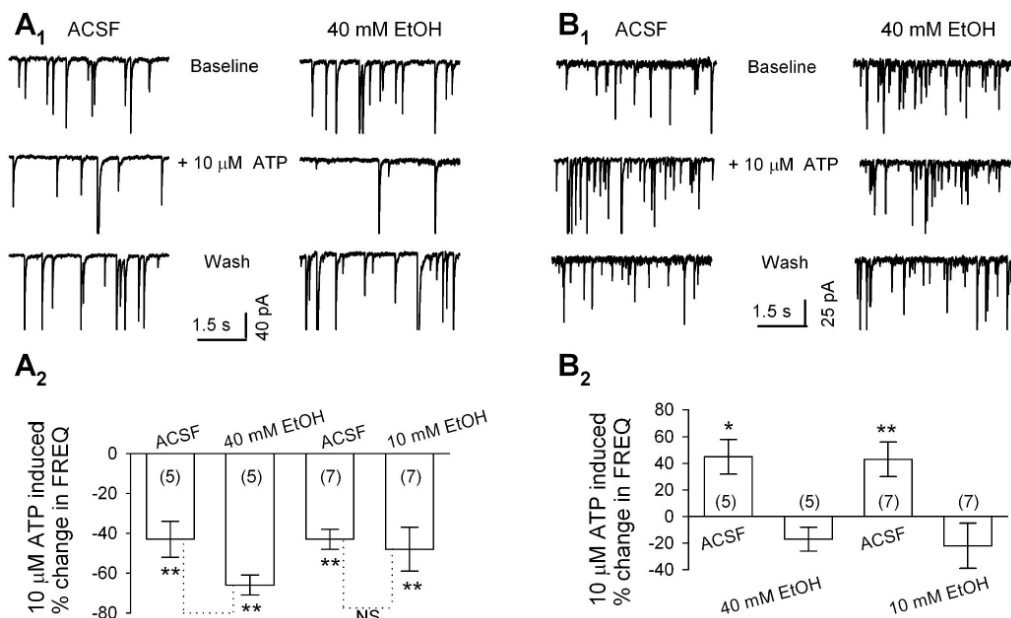 A1
ACSF
40 mM EtOH
Baseline
+ 10 μM ATP
Wash
1.5 s
40 pA
B1
ACSF
40 mM EtOH
Baseline
+ 10 μM ATP
Wash
1.5 s
25 pA
A2
10 μM ATP induced
% change in FREQ
0
-20
-40
-60
-80
ACSF
40 mM EtOH
ACSF
10 mM EtOH
(5)
(5)
(7)
(7)
**
**
**
**
NS
B2
10 μM ATP induced
% change in FREQ
80
60
40
20
0
-20
-40
*
**
(5)
(5)
(7)
(7)
ACSF
40 mM EtOH
ACSF
10 mM EtOH